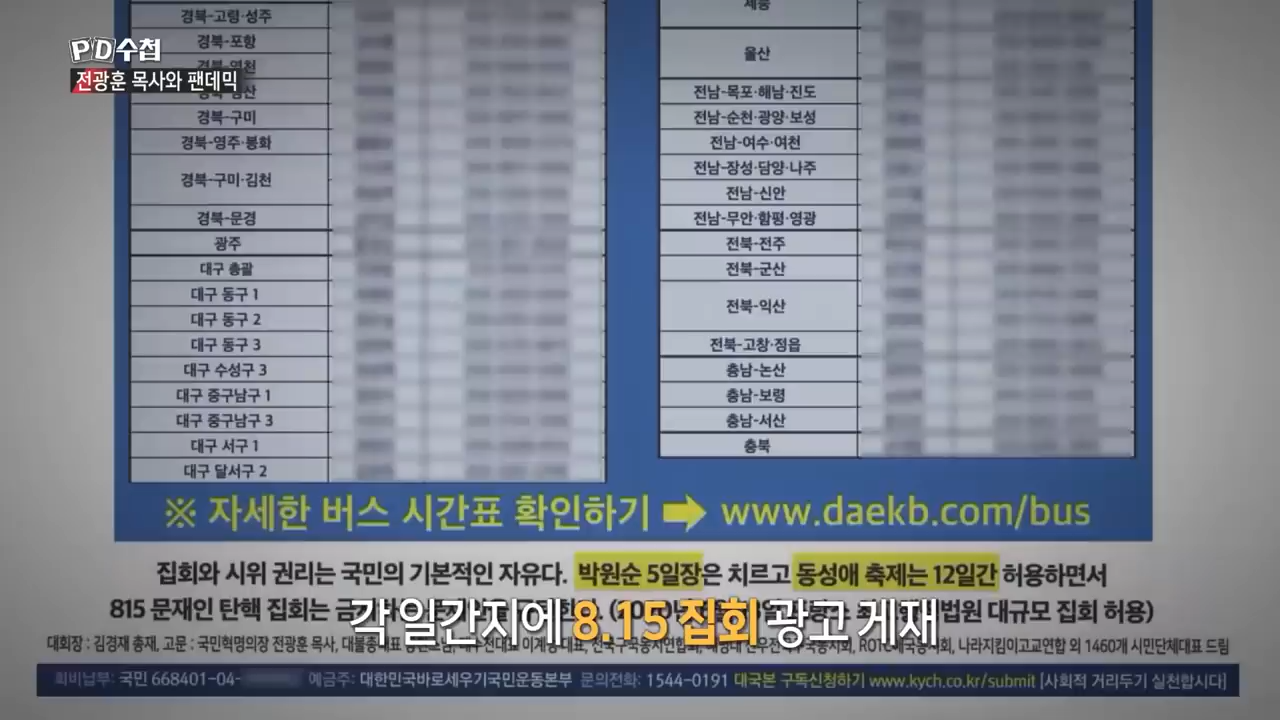 PD수첩
전광훈 목사와 팬데믹
경북-고령·성주
경북-포항
경북-구미
경북-영주·봉화
경북-구미·김천
경북-문경
광주
대구 총괄
대구 동구 1
대구 동구 2
대구 동구 3
대구 수성구 3
대구 중구남구 1
대구 중구남구 3
대구 서구 1
대구 달서구 2
울산
전남-목포·해남·진도
전남-순천·광양·보성
전남-여수·여천
전남-장성·담양·나주
전남-신안
전남-무안·함평·영광
전북-전주
전북-군산
전북-익산
전북-고창·정읍
충남-논산
충남-보령
충남-서산
충북
※ 자세한 버스 시간표 확인하기 ➡ www.daekb.com/bus
집회와 시위 권리는 국민의 기본적인 자유다. 박원순 5일장은 치르고 동성애 축제는 12일간 허용하면서
815 문재인 탄핵 집회는 법원 대규모 집회 허용)
각 일간지에 8.15 집회 광고 게재
대회장 : 김경재 총재, 고문 : 국민혁명의장 전광훈 목사, 나라지킴이고교연합 외 1460개 시민단체대표 드림
회비납부: 국민 668401-04- 예금주: 대한민국바로세우기국민운동본부 문의전화: 1544-0191 대국본 구독신청하기 www.kych.co.kr/submit [사회적 거리두기 실천합시다]